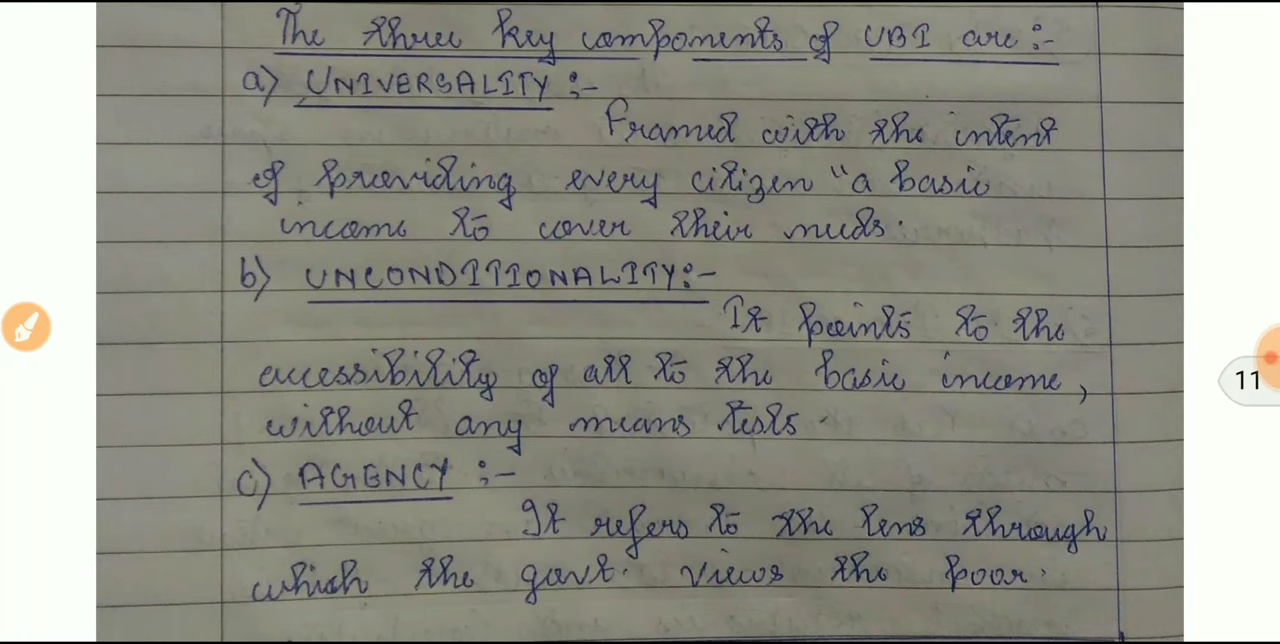 The three key components of UBI are :-
a) UNIVERSALITY :-
Framed with the intent
of providing every citizen "a basic
income to cover their needs.
b) UNCONDITIONALITY:-
It points to the
accessibility of all to the basic income,
without any means tests.
c) AGENCY :-
It refers to the lens through
which the govt. views the poor.
11